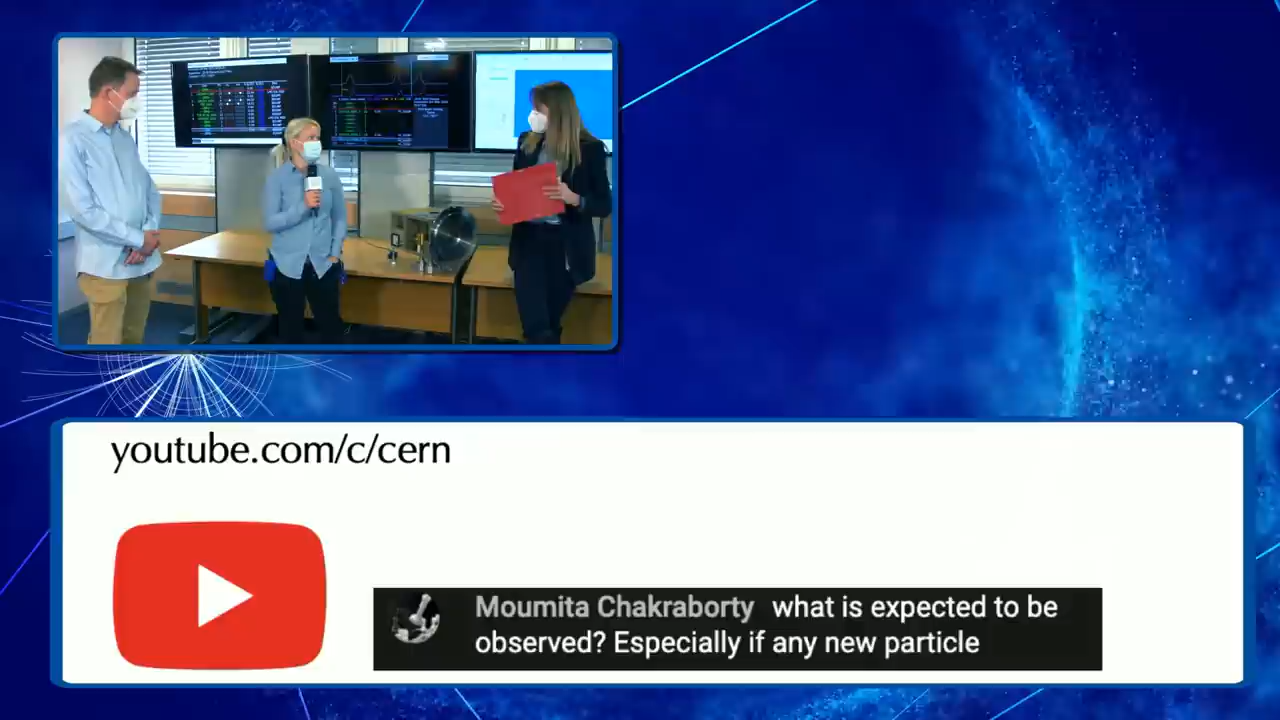 youtube.com/c/cern
Moumita Chakraborty what is expected to be
observed? Especially if any new particle